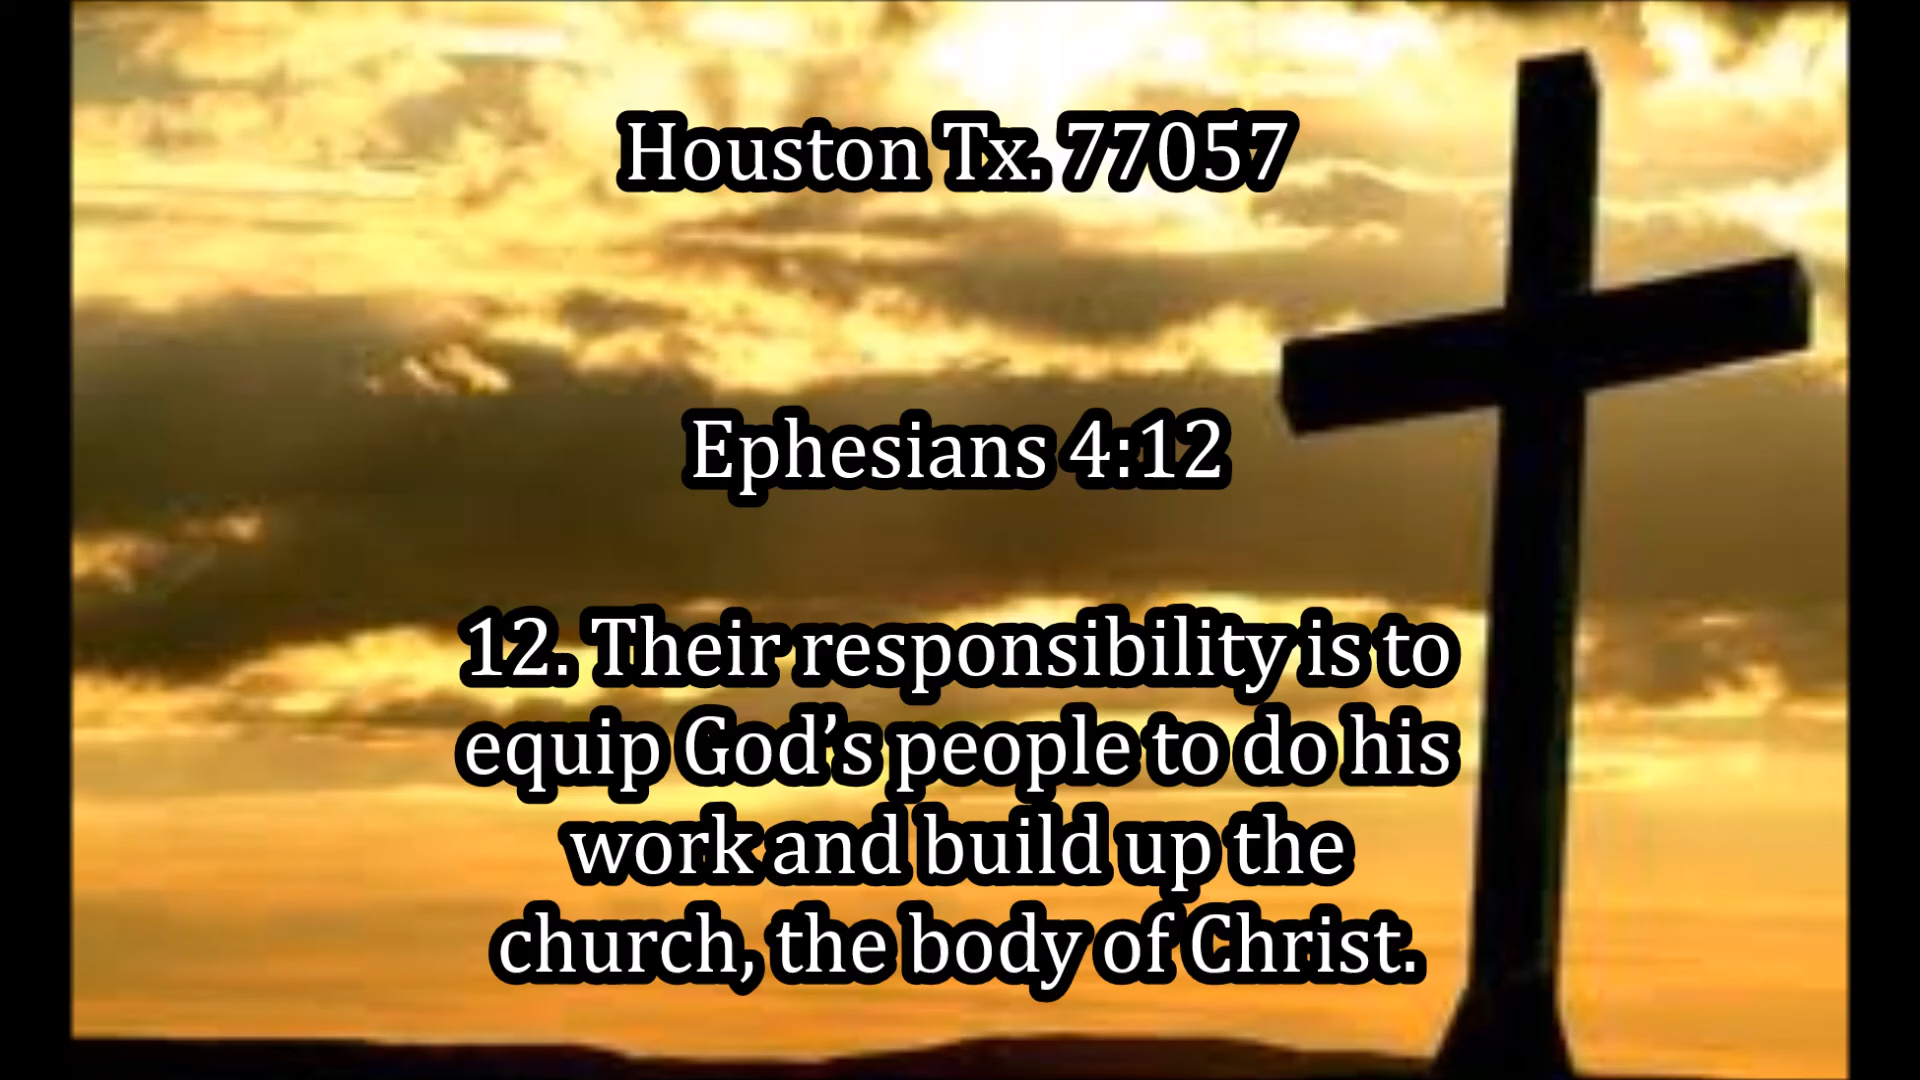 Houston Tx. 77057
Ephesians 4:12
12. Their responsibility is to
equip God’s people to do his
work and build up the
church, the body of Christ.